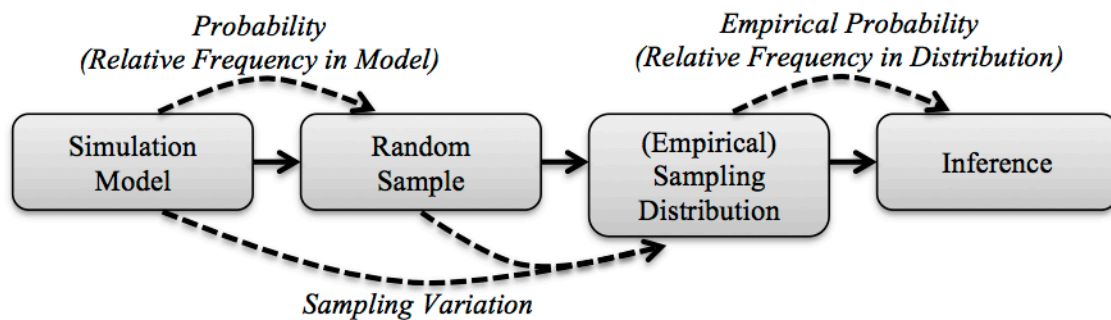 Probability
(Relative Frequency in Model)
Empirical Probability
(Relative Frequency in Distribution)
Simulation
Model
Random
Sample
(Empirical)
Sampling
Distribution
Inference
Sampling Variation